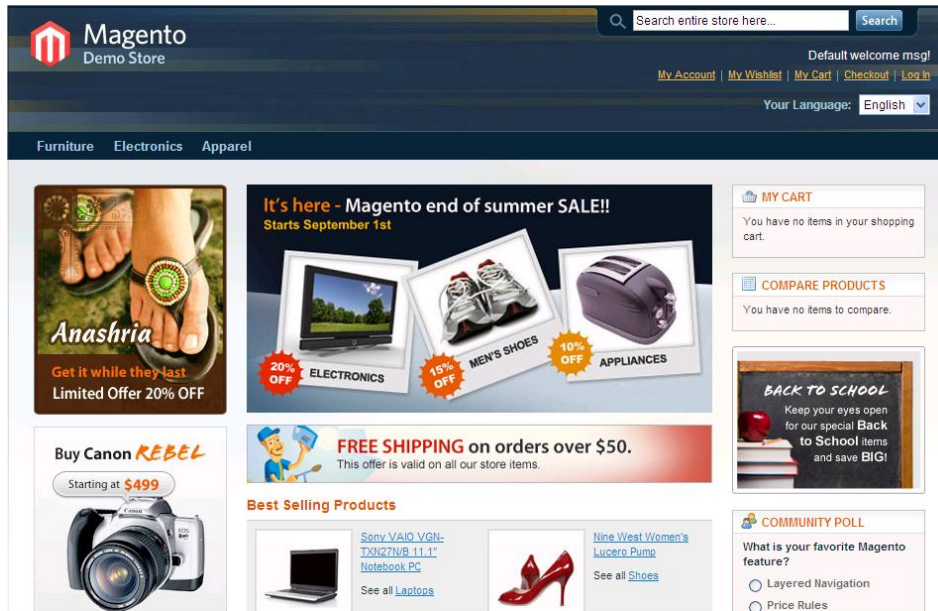 Magento
Demo Store
Search entire store here...
Search
Default welcome msg!
My Account | My Wishlist | My Cart | Checkout | Log In
Your Language:
English
Furniture
Electronics
Apparel
Anashria
Get it while they last
Limited Offer 20% OFF
Buy Canon REBEL
Starting at $499
Canon
EOS
It's here - Magento end of summer SALE!!
Starts September 1st
20%
OFF
ELECTRONICS
15%
OFF
MEN'S SHOES
10%
OFF
APPLIANCES
FREE SHIPPING on orders over $50.
This offer is valid on all our store items.
Best Selling Products
Sony VAIO VGN-
TXN27N/B 11.1"
Notebook PC
See all Laptops
Nine West Women's
Lucero Pump
See all Shoes
MY CART
You have no items in your shopping
cart.
COMPARE PRODUCTS
You have no items to compare.
BACK TO SCHOOL
Keep your eyes open
for our special Back
to School items
and save BIG!
COMMUNITY POLL
What is your favorite Magento
feature?
Layered Navigation
Price Rules